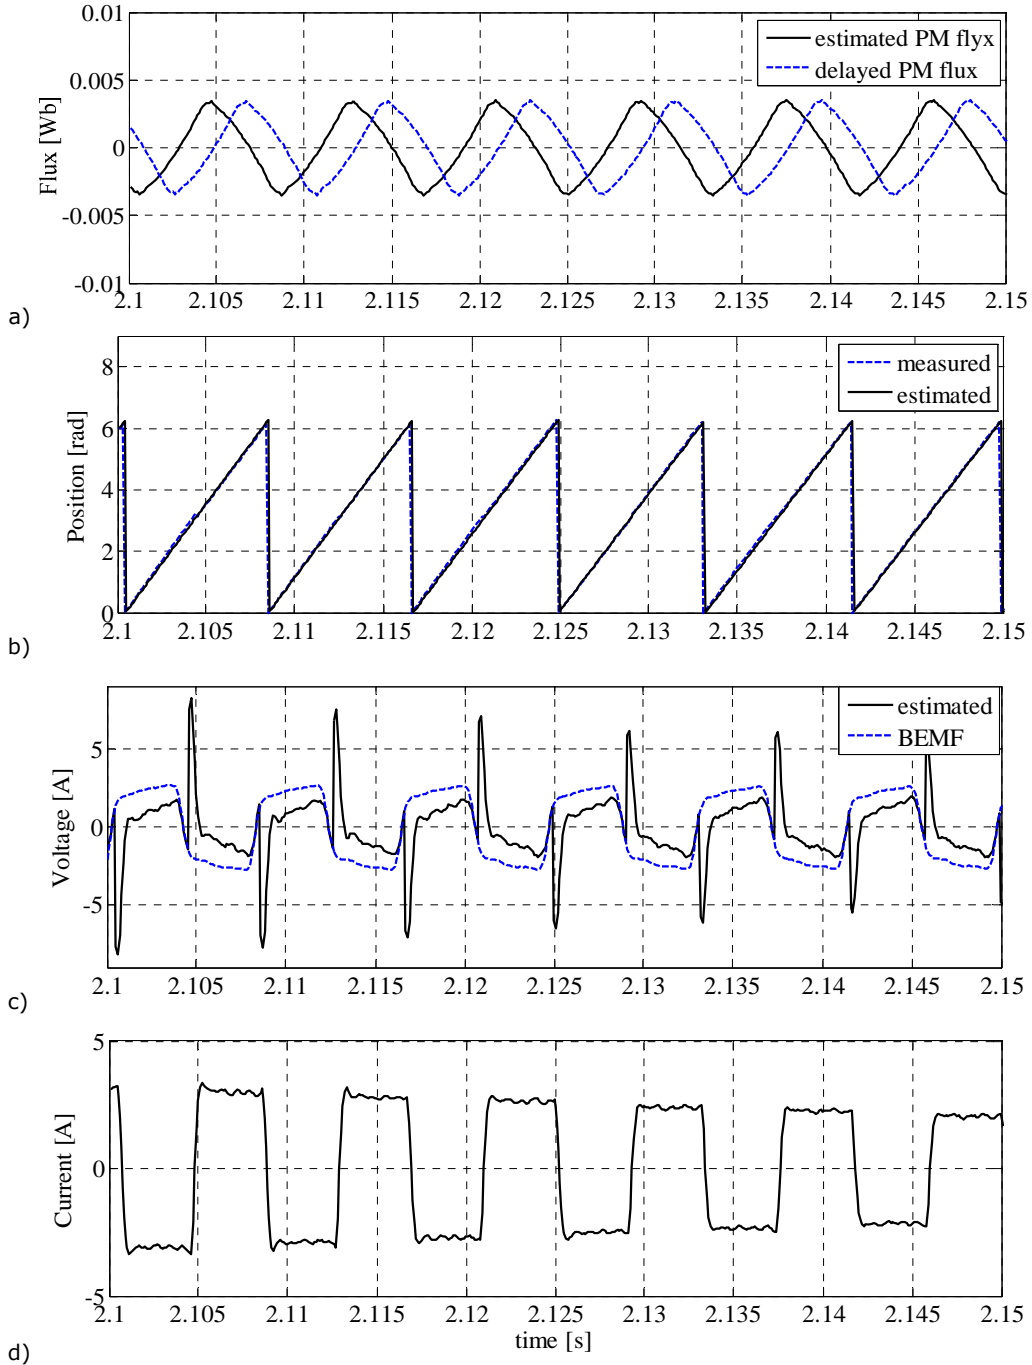 0.01
estimated PM flyx
delayed PM flux
0.005
0
-0.005
-0.01
Flux [Wb]
2.1 2.105 2.11 2.115 2.12 2.125 2.13 2.135 2.14 2.145 2.15
a)
8
measured
estimated
6
4
2
0
Position [rad]
2.1 2.105 2.11 2.115 2.12 2.125 2.13 2.135 2.14 2.145 2.15
b)
estimated
BEMF
5
0
-5
Voltage [A]
2.1 2.105 2.11 2.115 2.12 2.125 2.13 2.135 2.14 2.145 2.15
c)
5
0
-5
Current [A]
2.1 2.105 2.11 2.115 2.12 2.125 2.13 2.135 2.14 2.145 2.15
time [s]
d)